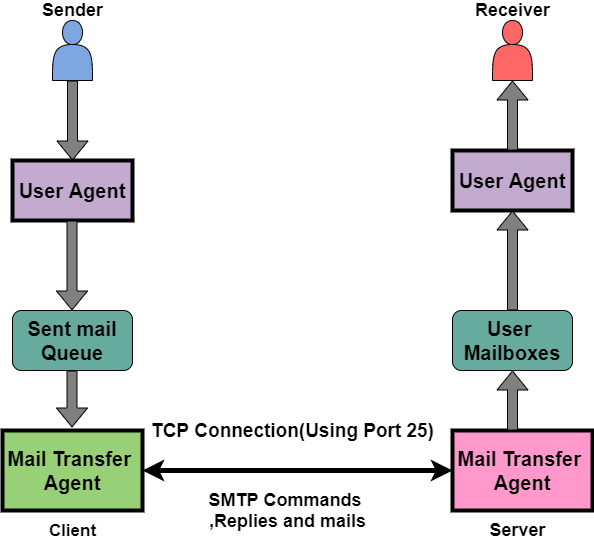 Sender
Receiver
User Agent
User Agent
Sent mail
Queue
User
Mailboxes
TCP Connection(Using Port 25)
Mail Transfer
Agent
Mail Transfer
Agent
SMTP Commands
,Replies and mails
Client
Server